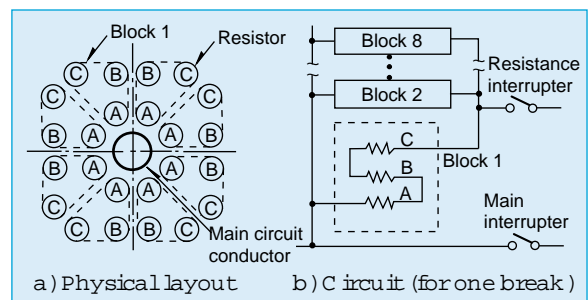 Block 1
Resistor
C B B C
C C
A A
B A A B
B A A B
A A
C C
C B B C
Main circuit
conductor
a) Physical layout
Block 8
Block 2
Resistance
interrupter
C
B
A
Block 1
Main
interrupter
b) Circuit (for one break)